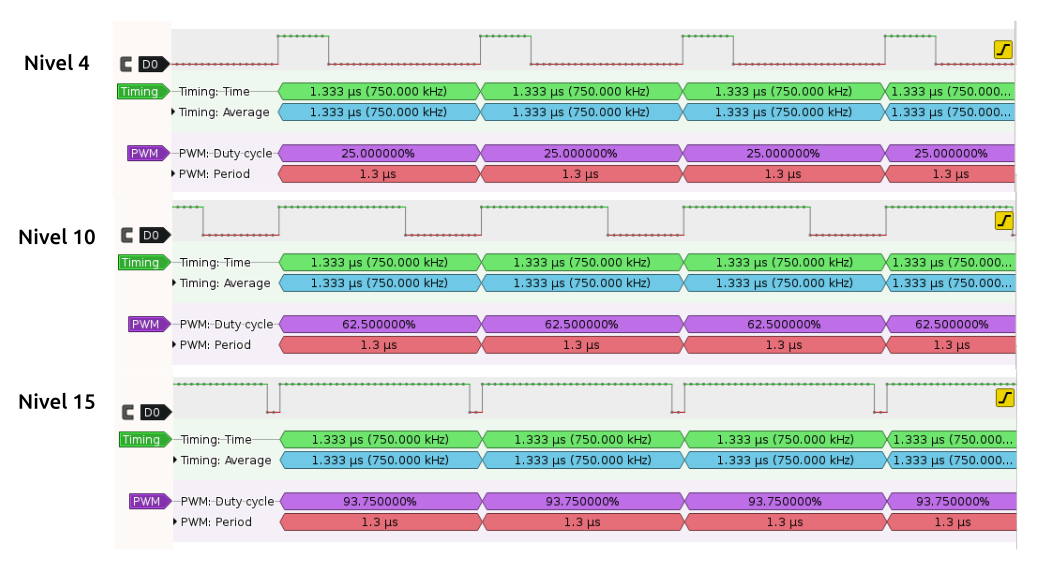 Nivel 4
D0
Timing Timing: Time 1.333 µs (750.000 kHz) 1.333 µs (750.000 kHz) 1.333 µs (750.000 kHz) 1.333 µs (750.000...
Timing: Average 1.333 µs (750.000 kHz) 1.333 µs (750.000 kHz) 1.333 µs (750.000 kHz) 1.333 µs (750.000...
PWM PWM: Duty cycle 25.000000% 25.000000% 25.000000% 25.000000%
PWM: Period 1.3 µs 1.3 µs 1.3 µs 1.3 µs
Nivel 10
D0
Timing Timing: Time 1.333 µs (750.000 kHz) 1.333 µs (750.000 kHz) 1.333 µs (750.000 kHz) 1.333 µs (750.000...
Timing: Average 1.333 µs (750.000 kHz) 1.333 µs (750.000 kHz) 1.333 µs (750.000 kHz) 1.333 µs (750.000...
PWM PWM: Duty cycle 62.500000% 62.500000% 62.500000% 62.500000%
PWM: Period 1.3 µs 1.3 µs 1.3 µs 1.3 µs
Nivel 15
D0
Timing Timing: Time 1.333 µs (750.000 kHz) 1.333 µs (750.000 kHz) 1.333 µs (750.000 kHz) 1.333 µs (750.000...
Timing: Average 1.333 µs (750.000 kHz) 1.333 µs (750.000 kHz) 1.333 µs (750.000 kHz) 1.333 µs (750.000...
PWM PWM: Duty cycle 93.750000% 93.750000% 93.750000% 93.750000%
PWM: Period 1.3 µs 1.3 µs 1.3 µs 1.3 µs